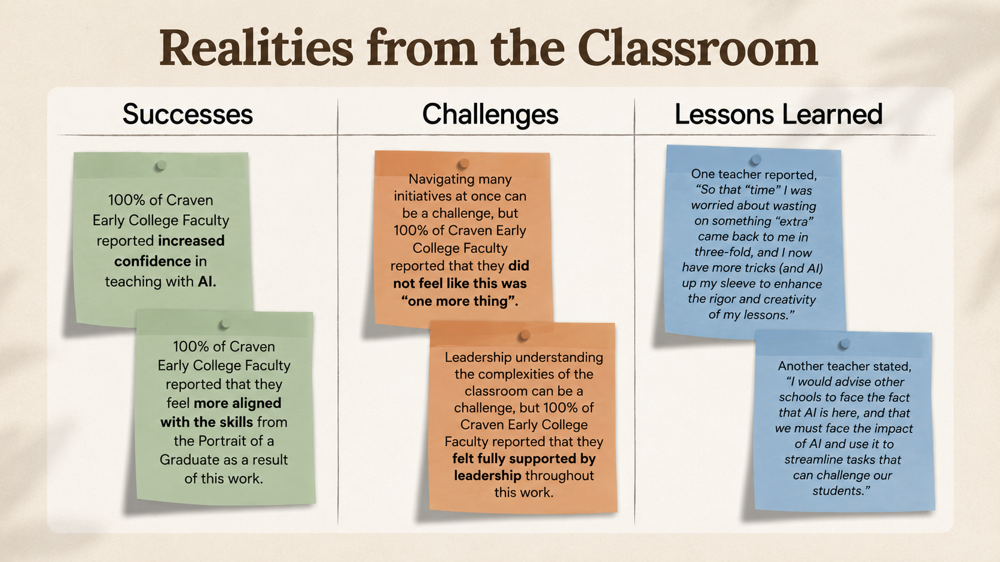 Realities from the Classroom
Successes
100% of Craven
Early College Faculty
reported increased
confidence in
teaching with AI.
100% of Craven
Early College Faculty
reported that they
feel more aligned
with the skills from
the Portrait of a
Graduate as a result
of this work.
Challenges
Navigating many
initiatives at once can
be a challenge, but
100% of Craven Early
College Faculty
reported that they did
not feel like this was
“one more thing”.
Leadership understanding
the complexities of the
classroom can be a
challenge, but 100% of
Craven Early College
Faculty reported that they
felt fully supported by
leadership throughout
this work.
Lessons Learned
One teacher reported,
“So that “time” I was
worried about wasting
on something “extra”
came back to me in
three-fold, and I now
have more tricks (and AI)
up my sleeve to enhance
the rigor and creativity
of my lessons.”
Another teacher stated,
“I would advise other
schools to face the fact
that AI is here, and that
we must face the impact
of AI and use it to
streamline tasks that
can challenge our
students.”